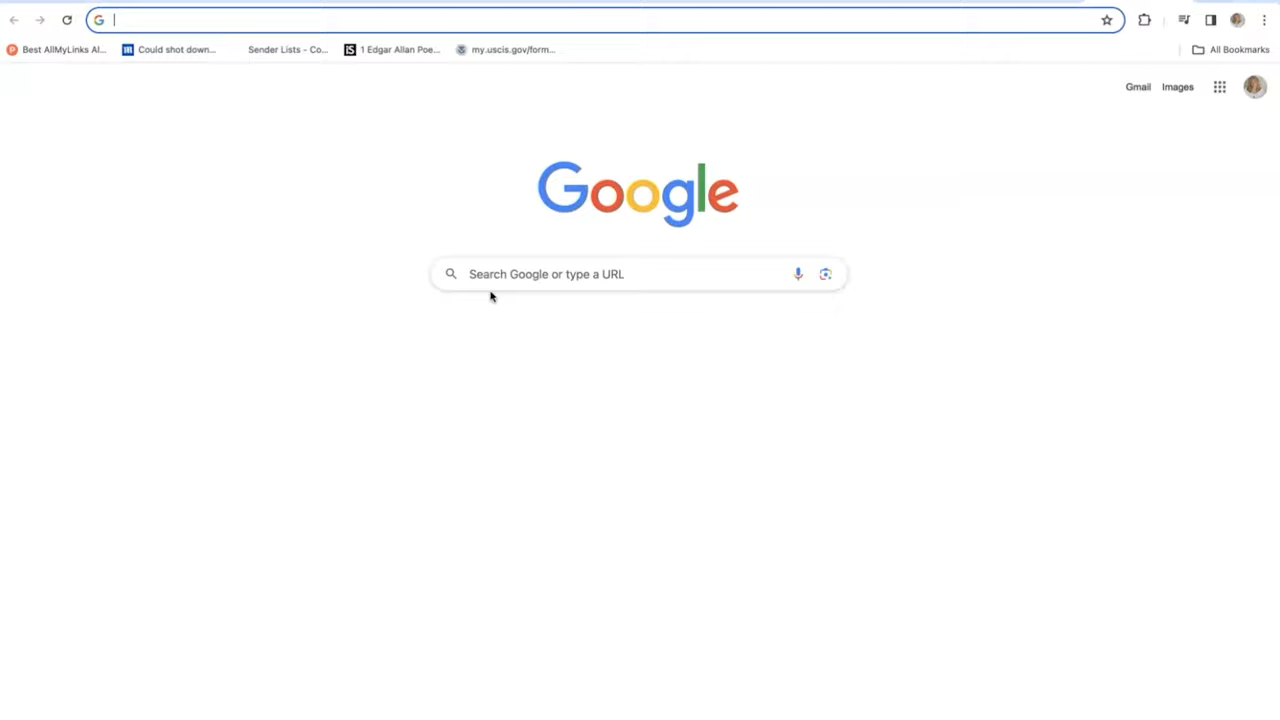 Best AllMyLinks Al... Could shot down... Sender Lists - Co... 1 Edgar Allan Poe... my.uscis.gov/form... All Bookmarks
Gmail Images
Google
Search Google or type a URL